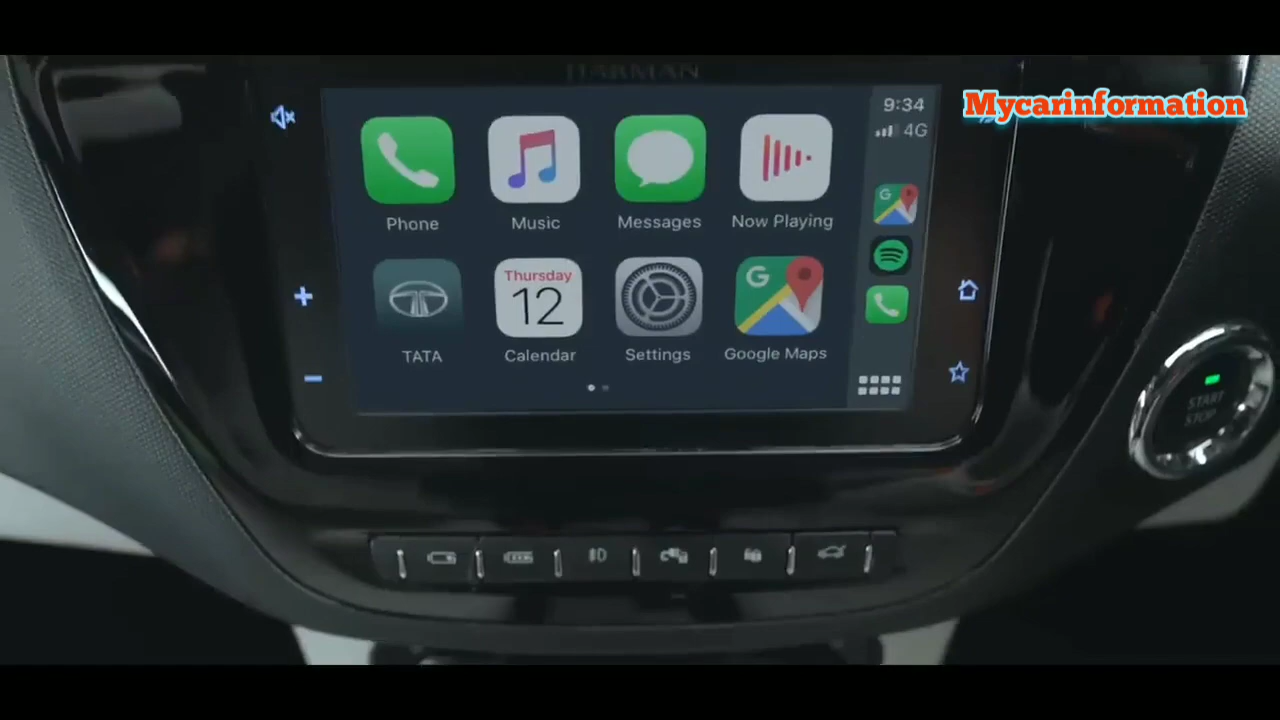 HARMAN
Mycarinformation
9:34
4G
Phone
Music
Messages
Now Playing
G
G
TATA
Thursday
12
Calendar
Settings
Google Maps
START
STOP